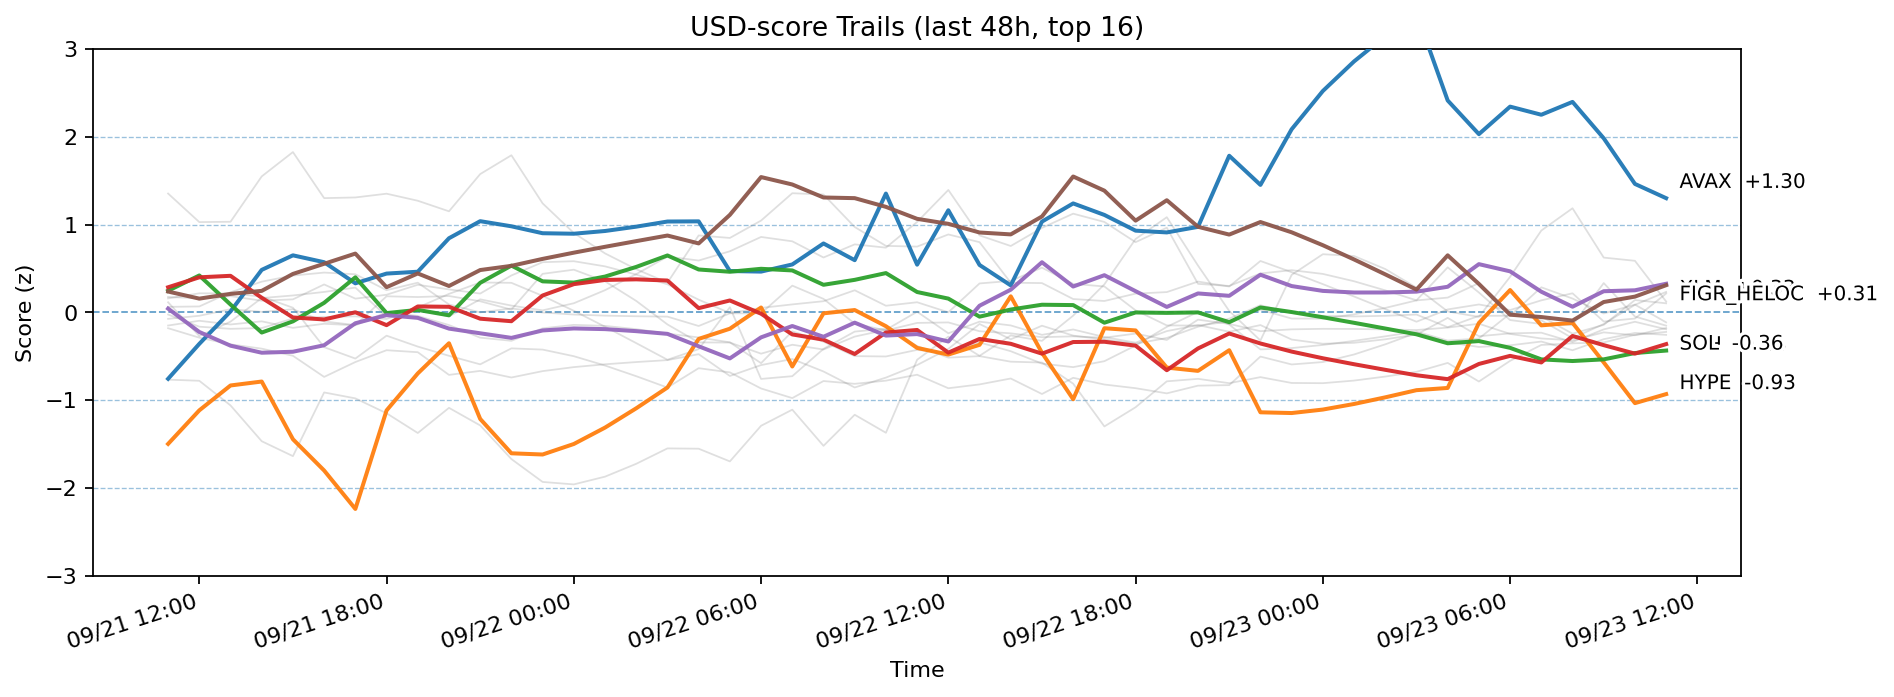 USD-score Trails (last 48h, top 16)
Score (z)
3
2
1
0
−1
−2
−3
AVAX +1.30
FIGR_HELOC +0.31
SOL -0.36
HYPE -0.93
09/21 12:00
09/21 18:00
09/22 00:00
09/22 06:00
09/22 12:00
09/22 18:00
09/23 00:00
09/23 06:00
09/23 12:00
Time